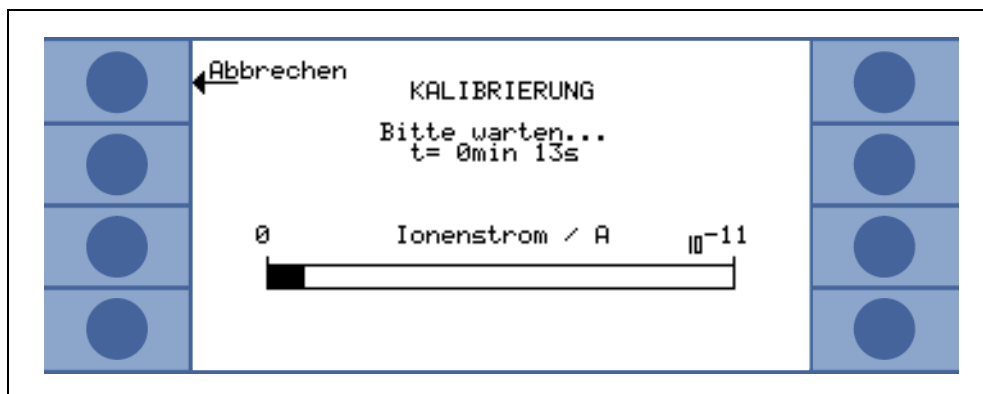 Abbrechen
KALIBRIERUNG
Bitte warten...
t= 0min 13s
0 Ionenstrom / A 10-11